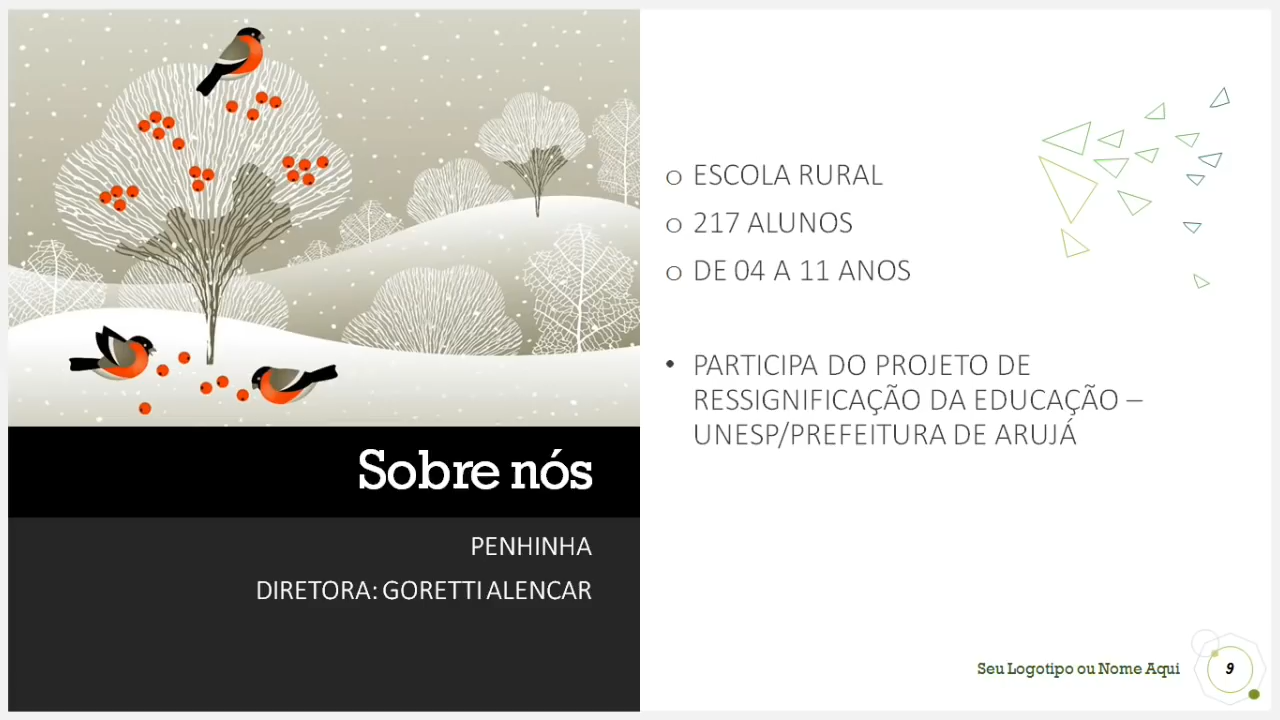 Sobre nós
PENHINHA
DIRETORA: GORETTI ALENCAR
o ESCOLA RURAL
o 217 ALUNOS
o DE 04 A 11 ANOS
• PARTICIPA DO PROJETO DE
RESSIGNIFICAÇÃO DA EDUCAÇÃO –
UNESP/PREFEITURA DE ARUJÁ
Seu Logotipo ou Nome Aqui
9